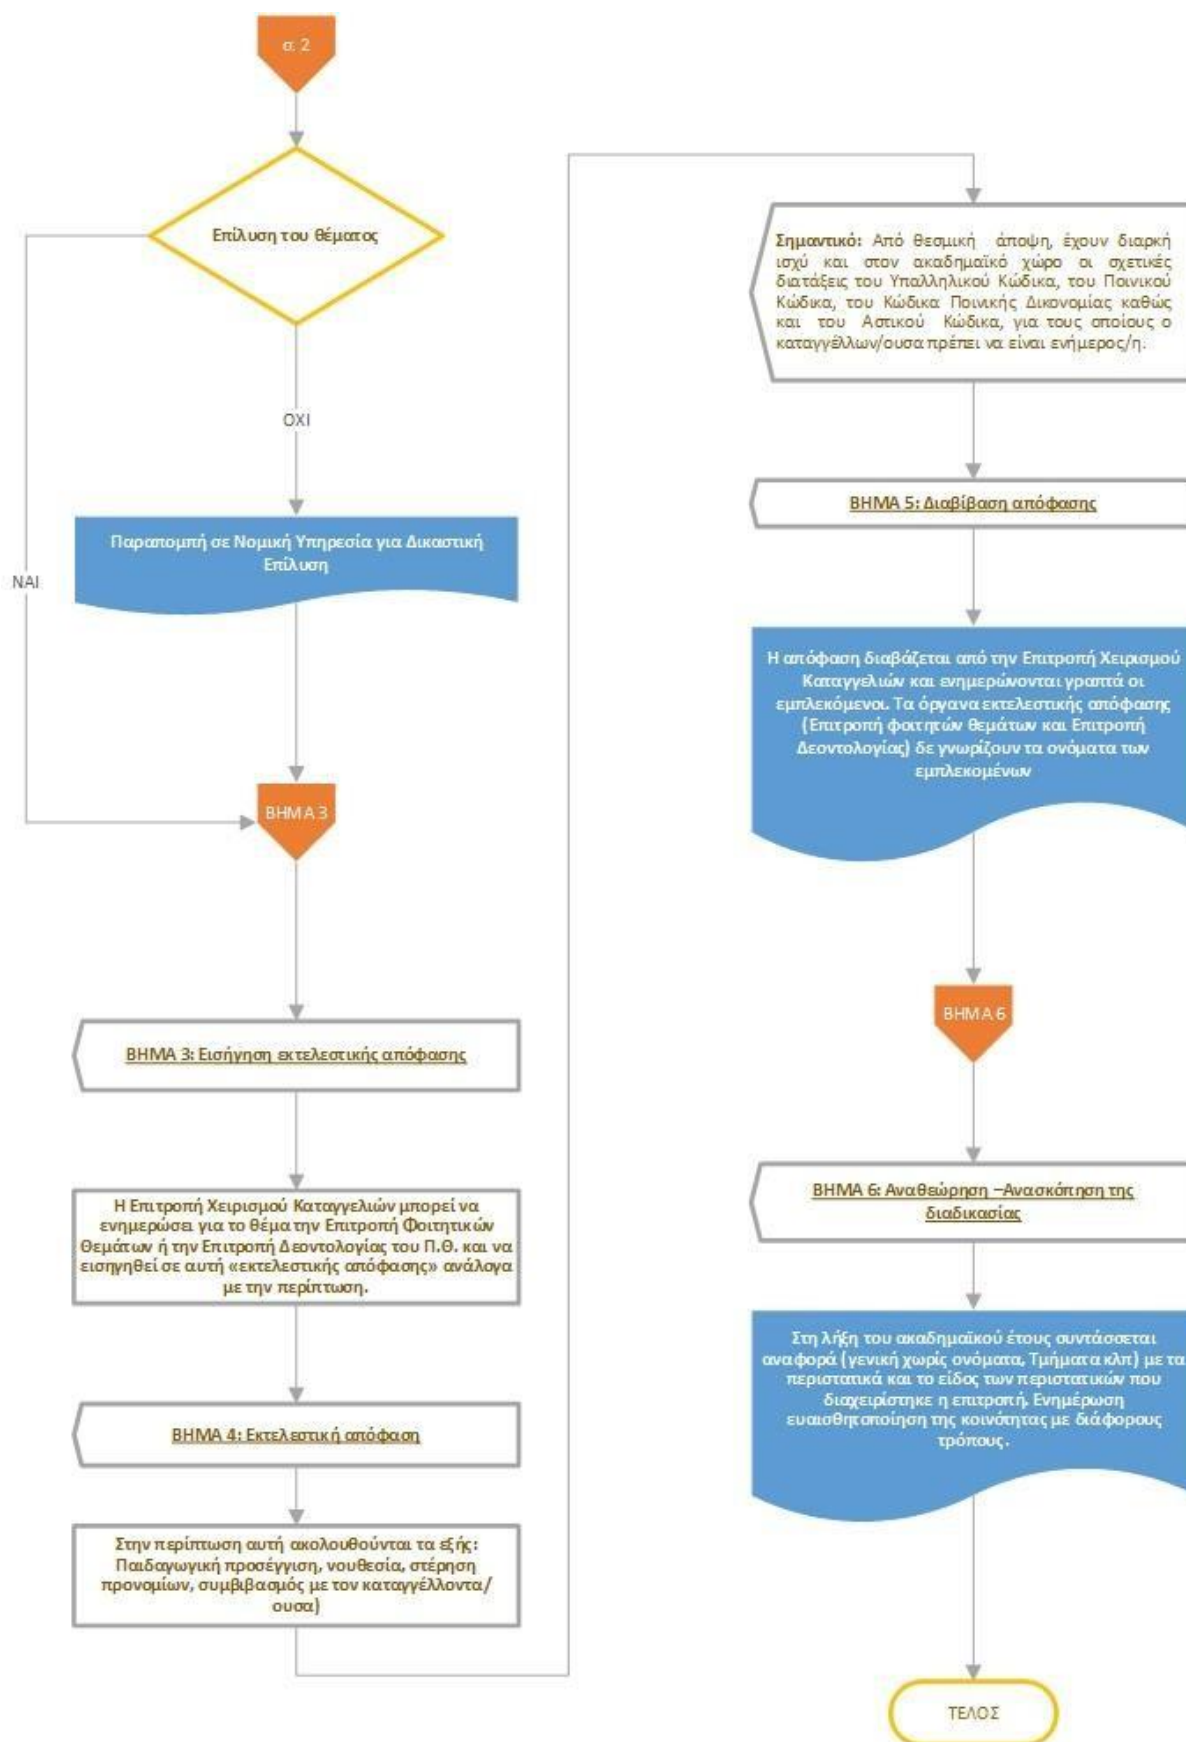 σ. 2
Επίλυση του θέματος
ΟΧΙ
ΝΑΙ
Παραπομπή σε Νομική Υπηρεσία για Δικαστική
Επίλυση
ΒΗΜΑ 3
ΒΗΜΑ 3: Εισήγηση εκτελεστικής απόφασης
Η Επιτροπή Χειρισμού Καταγγελιών μπορεί να
ενημερώσει για το θέμα την Επιτροπή Φοιτητικών
Θεμάτων ή την Επιτροπή Δεοντολογίας του Π.Θ. και να
εισηγηθεί σε αυτή «εκτελεστικής απόφασης» ανάλογα
με την περίπτωση.
ΒΗΜΑ 4: Εκτελεστική απόφαση
Στην περίπτωση αυτή ακολουθούνται τα εξής:
Παιδαγωγική προσέγγιση, νουθεσία, στέρηση
προνομίων, συμβιβασμός με τον καταγγέλλοντα/
ουσα)
Σημαντικό: Από θεσμική άποψη, έχουν διαρκή
ισχύ και στον ακαδημαϊκό χώρο οι σχετικές
διατάξεις του Υπαλληλικού Κώδικα, του Ποινικού
Κώδικα, του Κώδικα Ποινικής Δικονομίας καθώς
και του Αστικού Κώδικα, για τους οποίους ο
καταγγέλλων/ουσα πρέπει να είναι ενήμερος/η.
ΒΗΜΑ 5: Διαβίβαση απόφασης
Η απόφαση διαβάζεται από την Επιτροπή Χειρισμού
Καταγγελιών και ενημερώνονται γραπτά οι
εμπλεκόμενοι. Τα όργανα εκτελεστικής απόφασης
(Επιτροπή φοιτητών θεμάτων και Επιτροπή
Δεοντολογίας) δε γνωρίζουν τα ονόματα των
εμπλεκομένων
ΒΗΜΑ 6
ΒΗΜΑ 6: Αναθεώρηση –Ανασκόπηση της
διαδικασίας
Στη λήξη του ακαδημαϊκού έτους συντάσσεται
αναφορά (γενική χωρίς ονόματα, Τμήματα κλπ) με τα
περιστατικά και το είδος των περιστατικών που
διαχειρίστηκε η επιτροπή. Ενημέρωση
ευαισθητοποίηση της κοινότητας με διάφορους
τρόπους.
ΤΕΛΟΣ